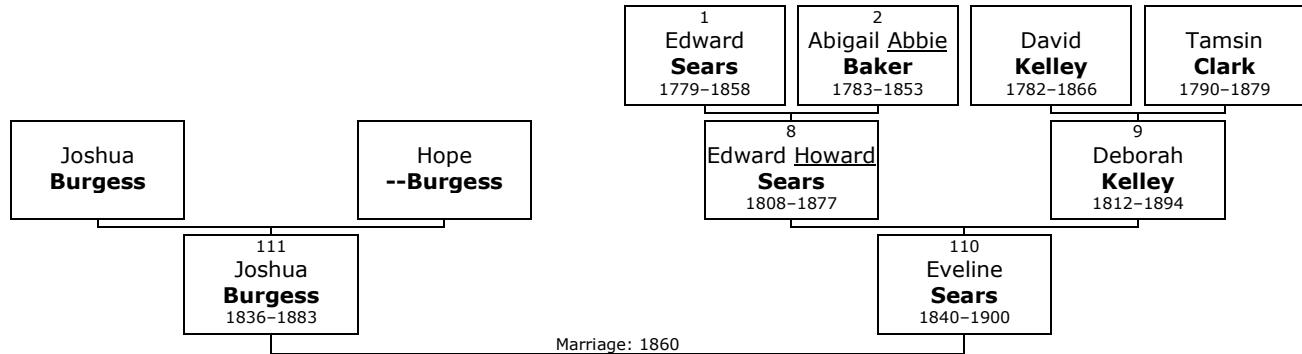 1
Edward
Sears
1779–1858
2
Abigail Abbie
Baker
1783–1853
David
Kelley
1782–1866
Tamsin
Clark
1790–1879
Joshua
Burgess
Hope
--Burgess
8
Edward Howard
Sears
1808–1877
9
Deborah
Kelley
1812–1894
111
Joshua
Burgess
1836–1883
110
Eveline
Sears
1840–1900
Marriage: 1860